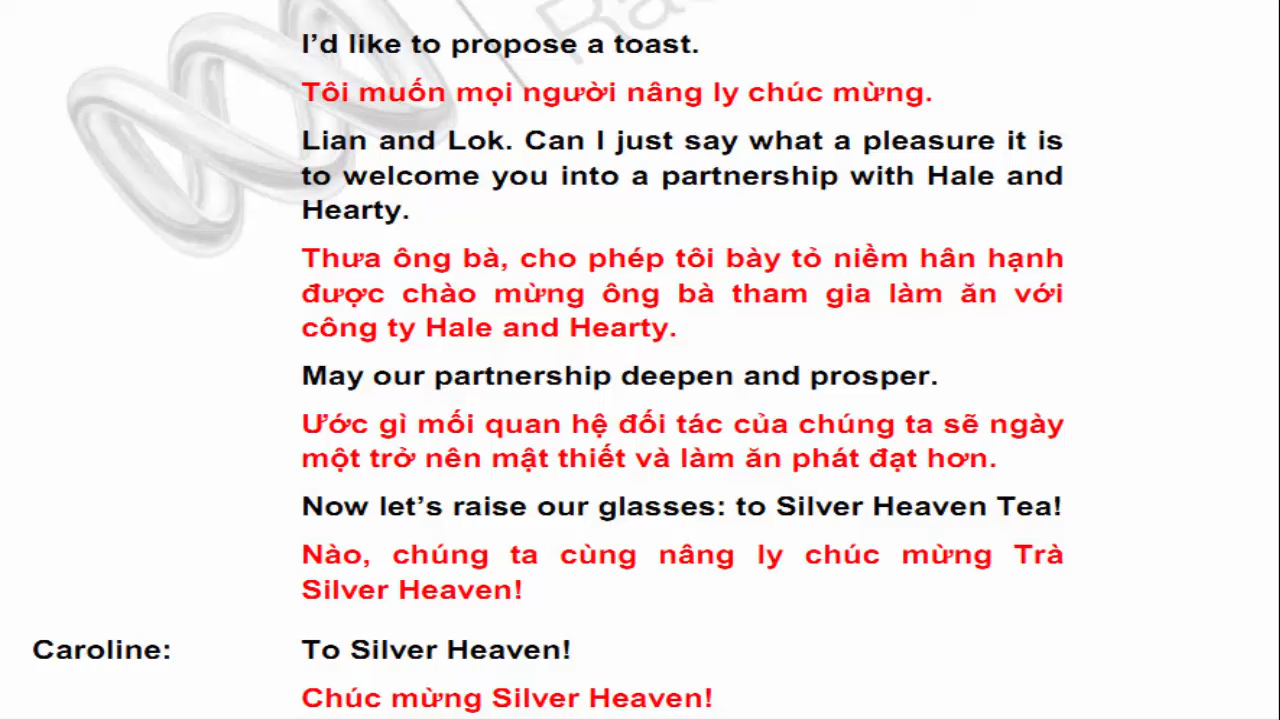 I'd like to propose a toast.
Tôi muốn mọi người nâng ly chúc mừng.
Lian and Lok. Can I just say what a pleasure it is
to welcome you into a partnership with Hale and
Hearty.
Thưa ông bà, cho phép tôi bày tỏ niềm hân hạnh
được chào mừng ông bà tham gia làm ăn với
công ty Hale and Hearty.
May our partnership deepen and prosper.
Ước gì mối quan hệ đối tác của chúng ta sẽ ngày
một trở nên mật thiết và làm ăn phát đạt hơn.
Now let's raise our glasses: to Silver Heaven Tea!
Nào, chúng ta cùng nâng ly chúc mừng Trà
Silver Heaven!
Caroline: To Silver Heaven!
Chúc mừng Silver Heaven!